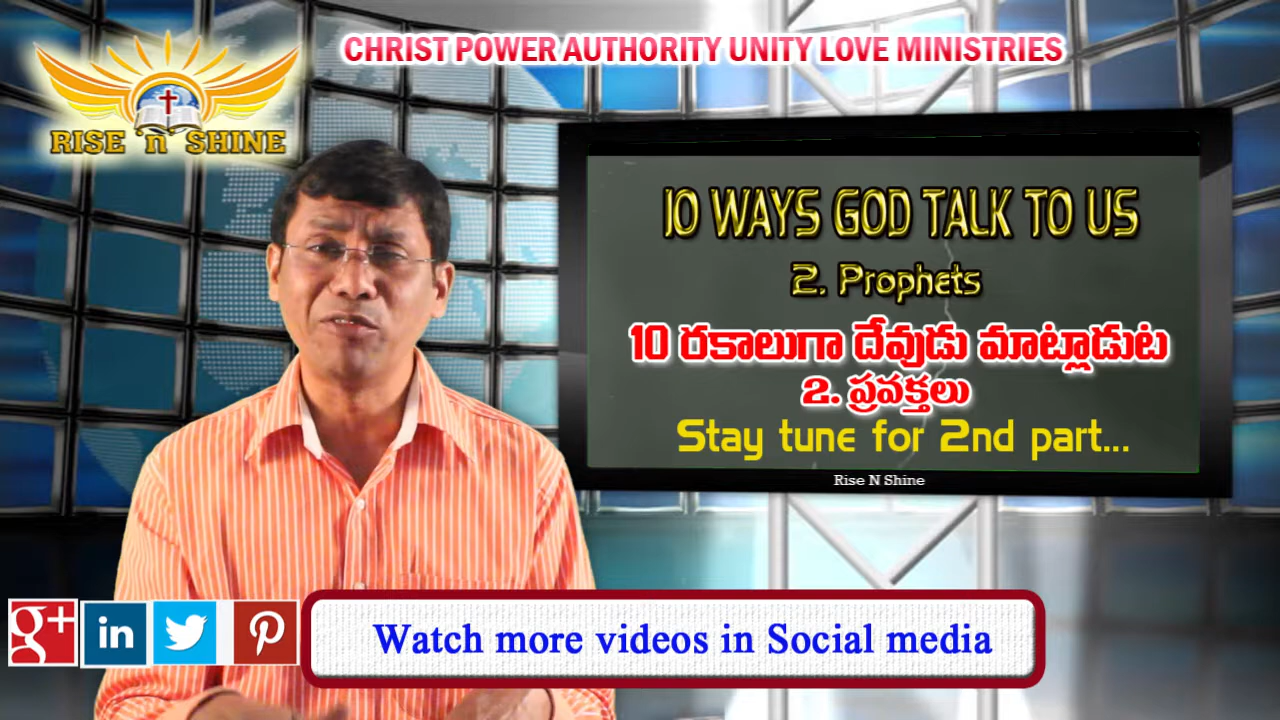 CHRIST POWER AUTHORITY UNITY LOVE MINISTRIES
RISE 'n' SHINE
10 WAYS GOD TALK TO US
2. Prophets
10 రకాలుగా దేవుడు మాట్లాడుట
2. ప్రవక్తలు
Stay tune for 2nd part...
Rise N Shine
g+ in
Watch more videos in Social media